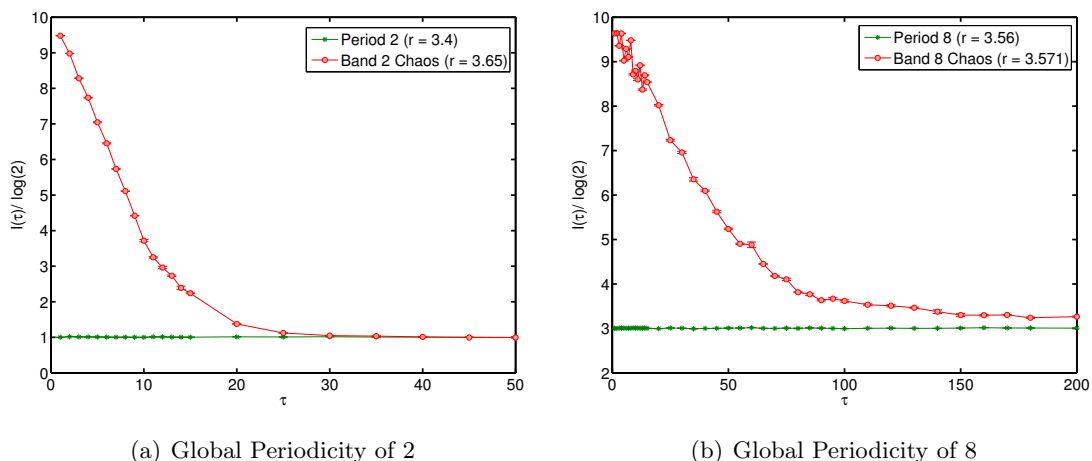 10
9
8
7
6
5
4
3
2
1
0
I(τ)/ log(2)
0 10 20 30 40 50
τ
Period 2 (r = 3.4)
Band 2 Chaos (r = 3.65)
(a) Global Periodicity of 2
10
9
8
7
6
5
4
3
2
I(τ)/ log(2)
0 50 100 150 200
τ
Period 8 (r = 3.56)
Band 8 Chaos (r = 3.571)
(b) Global Periodicity of 8